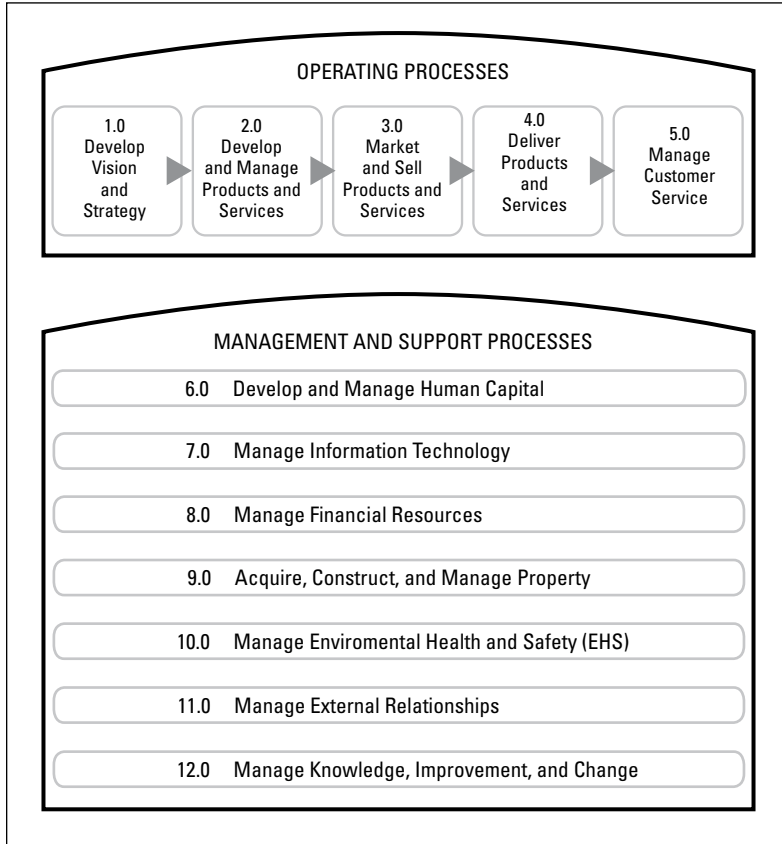 OPERATING PROCESSES
1.0
Develop
Vision
and
Strategy
2.0
Develop
and Manage
Products and
Services
3.0
Market
and Sell
Products and
Services
4.0
Deliver
Products
and
Services
5.0
Manage
Customer
Service
MANAGEMENT AND SUPPORT PROCESSES
6.0 Develop and Manage Human Capital
7.0 Manage Information Technology
8.0 Manage Financial Resources
9.0 Acquire, Construct, and Manage Property
10.0 Manage Enviromental Health and Safety (EHS)
11.0 Manage External Relationships
12.0 Manage Knowledge, Improvement, and Change